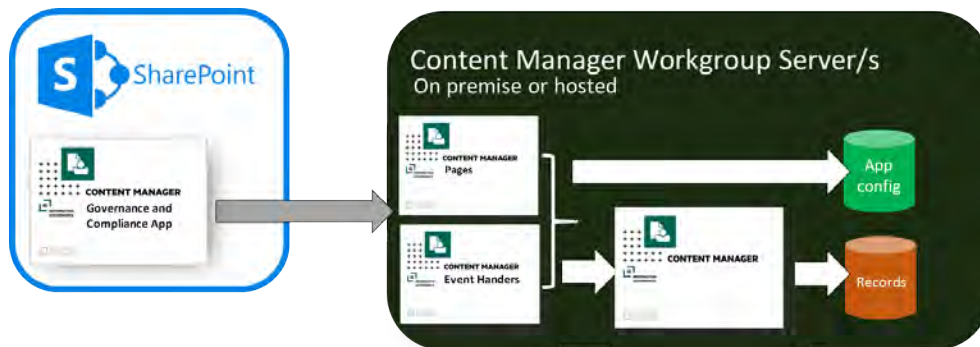 S
SharePoint
CONTENT MANAGER
Governance and
Compliance App
Content Manager Workgroup Server/s
On premise or hosted
CONTENT MANAGER
Pages
CONTENT MANAGER
Event Handers
CONTENT MANAGER
App
config
Records